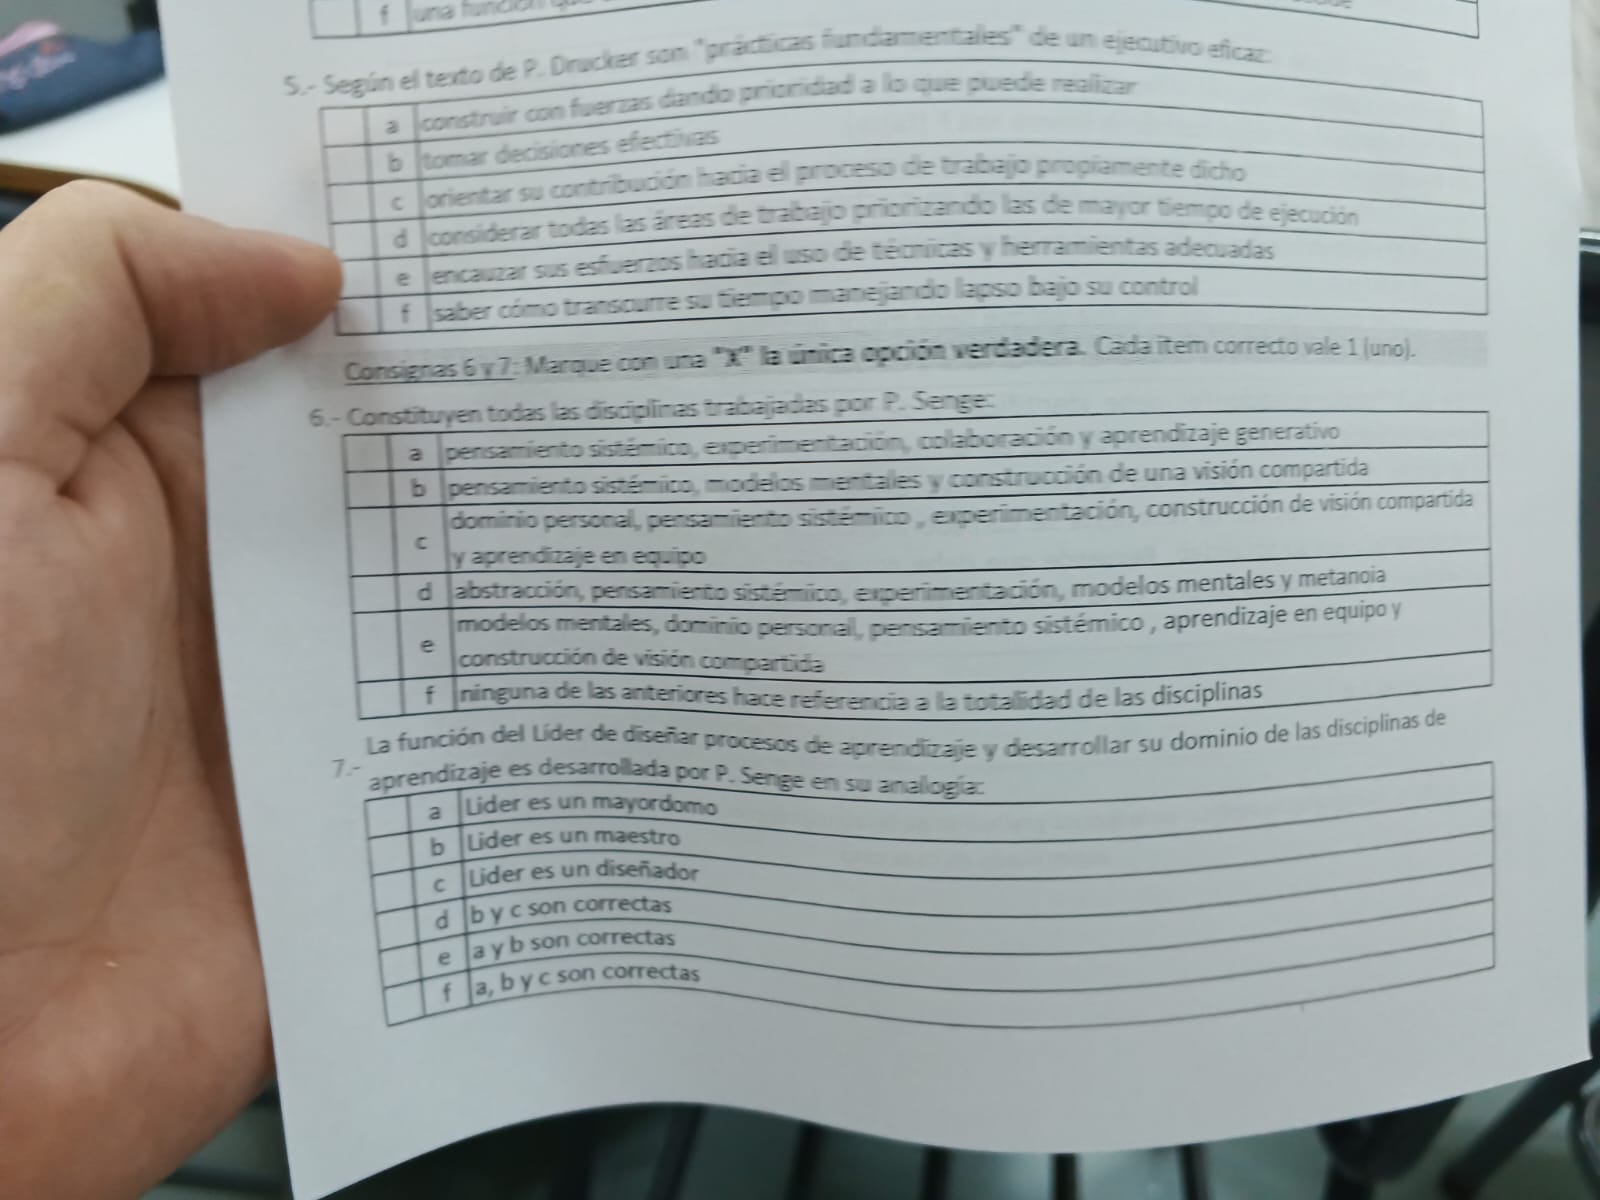 f una función que
5.- Según el texto de P. Drucker son "prácticas fundamentales" de un ejecutivo eficaz:
a construir con fuerzas dando prioridad a lo que puede realizar
b tomar decisiones efectivas
c orientar su contribución hacia el proceso de trabajo propiamente dicho
d considerar todas las áreas de trabajo priorizando las de mayor tiempo de ejecución
e encauzar sus esfuerzos hacia el uso de técnicas y herramientas adecuadas
f saber cómo transcurre su tiempo manejando lapso bajo su control
Consignas 6 y 7: Marque con una "X" la única opción verdadera. Cada ítem correcto vale 1 (uno).
6.- Constituyen todas las disciplinas trabajadas por P. Senge:
a pensamiento sistémico, experimentación, colaboración y aprendizaje generativo
b pensamiento sistémico, modelos mentales y construcción de una visión compartida
c dominio personal, pensamiento sistémico , experimentación, construcción de visión compartida
y aprendizaje en equipo
d abstracción, pensamiento sistémico, experimentación, modelos mentales y metanoia
e modelos mentales, dominio personal, pensamiento sistémico , aprendizaje en equipo y
construcción de visión compartida
f ninguna de las anteriores hace referencia a la totalidad de las disciplinas
7.- La función del Líder de diseñar procesos de aprendizaje y desarrollar su dominio de las disciplinas de
aprendizaje es desarrollada por P. Senge en su analogía:
a Lider es un mayordomo
b Lider es un maestro
c Lider es un diseñador
d b y c son correctas
e a y b son correctas
f a, b y c son correctas